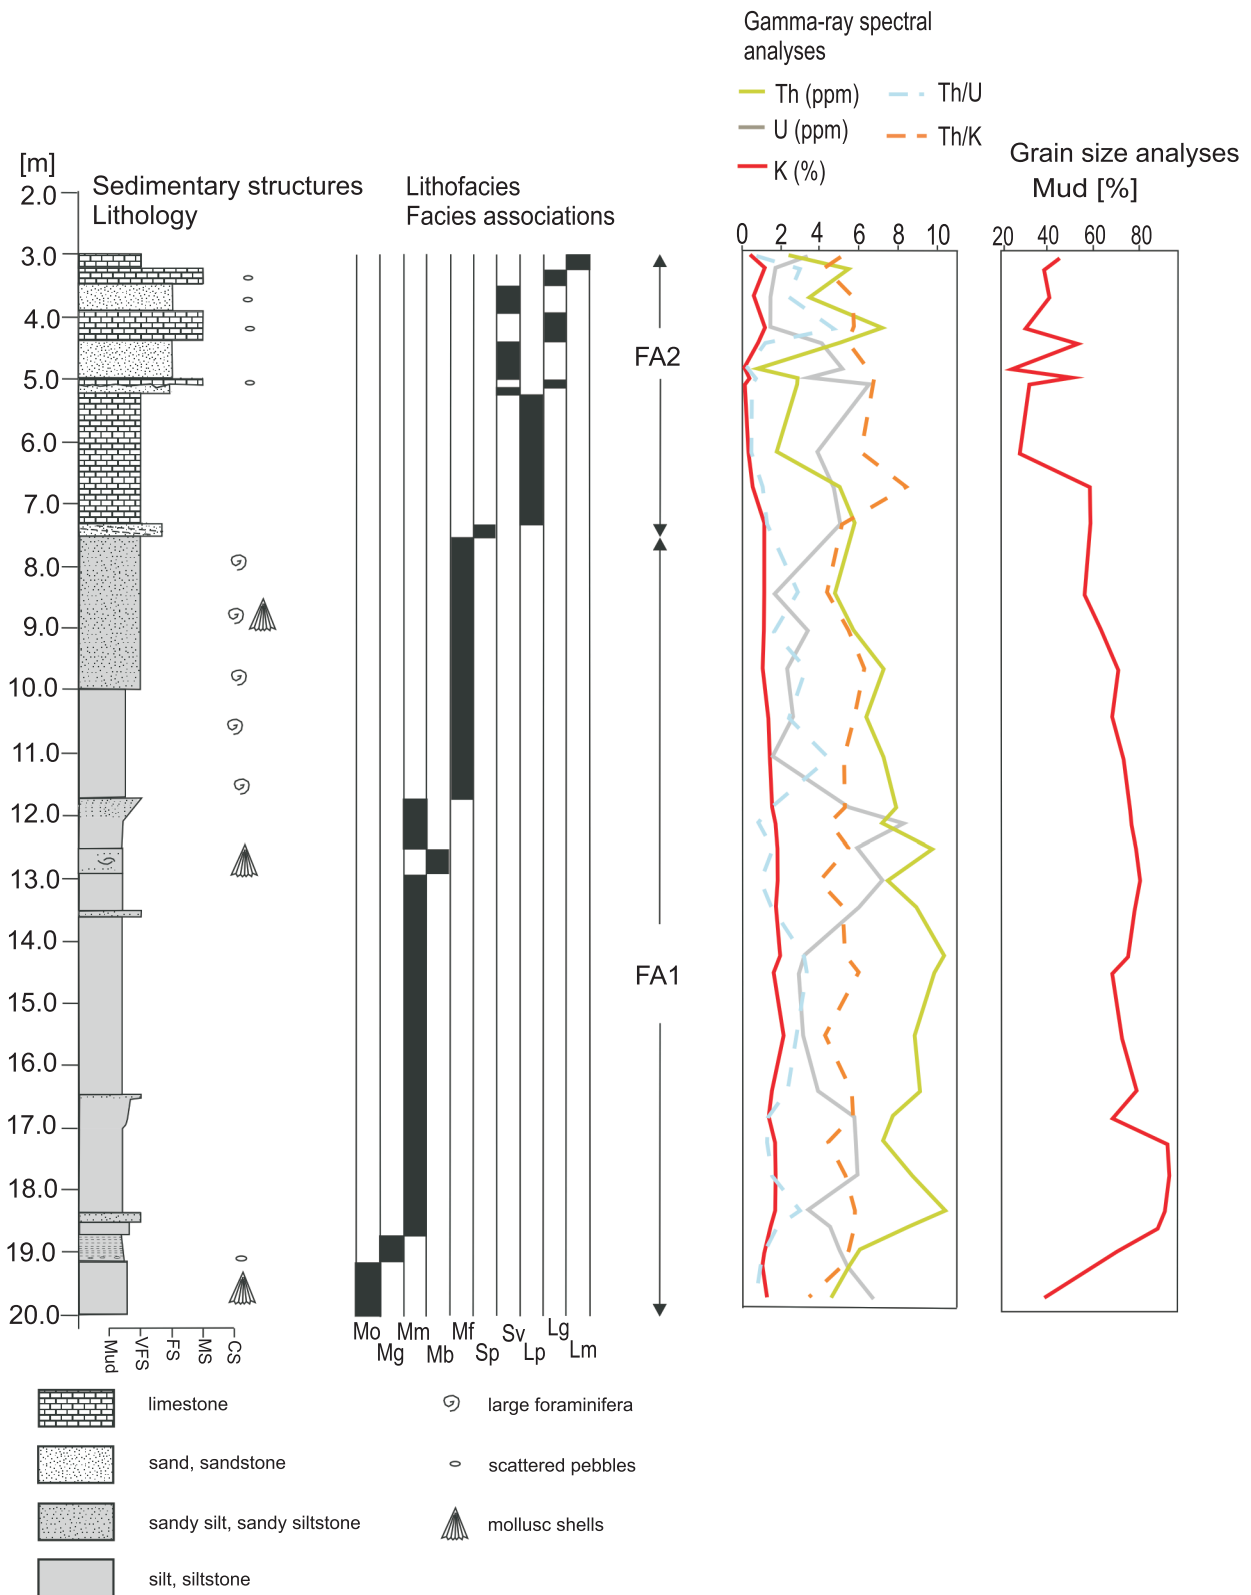 Gamma-ray spectral
analyses
Th (ppm)
Th/U
U (ppm)
Th/K
K (%)
Grain size analyses
Mud [%]
[m]
Sedimentary structures
Lithology
Lithofacies
Facies associations
0 2 4 6 8 10
20 40 60 80
2.0
3.0
4.0
5.0
6.0
7.0
8.0
9.0
10.0
11.0
12.0
13.0
14.0
15.0
16.0
17.0
18.0
19.0
20.0
FA2
FA1
Mud VFS FS MS CS
Mo Mg Mm Mb Mf Sp Sv Lp Lg Lm
limestone
large foraminifera
sand, sandstone
scattered pebbles
sandy silt, sandy siltstone
mollusc shells
silt, siltstone